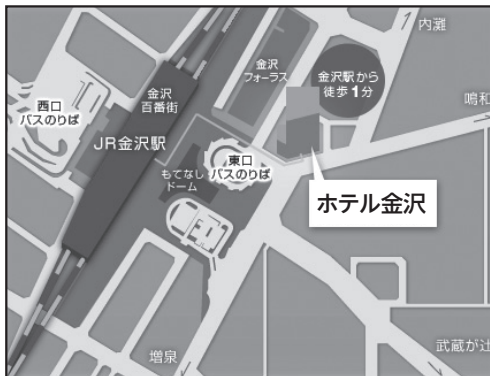 内灘
金沢
フォーラス
金沢駅から
徒歩1分
鳴和
金沢
百番街
西口
バスのりば
JR金沢駅
東口
バスのりば
もてなし
ドーム
ホテル金沢
武蔵が辻
増泉